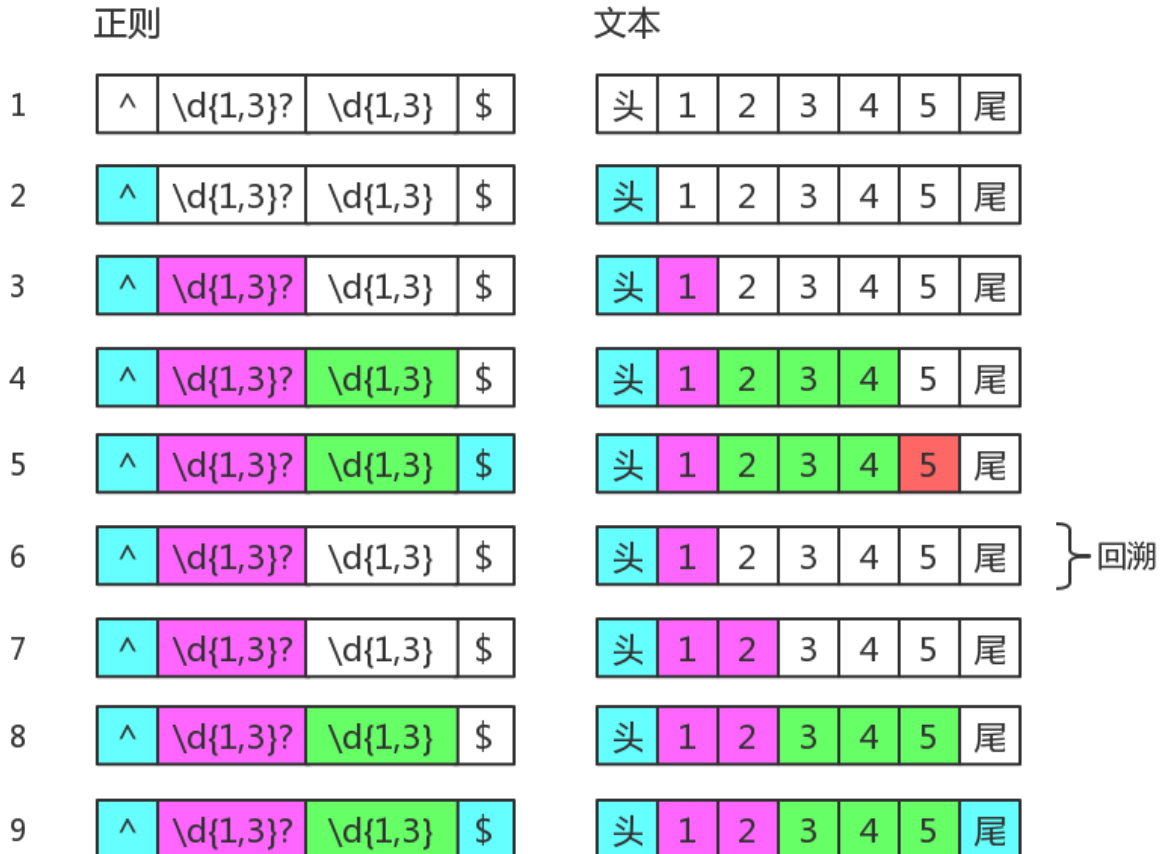 正则 文本
1 ^ \d{1,3}? \d{1,3} $ 头 1 2 3 4 5 尾
2 ^ \d{1,3}? \d{1,3} $ 头 1 2 3 4 5 尾
3 ^ \d{1,3}? \d{1,3} $ 头 1 2 3 4 5 尾
4 ^ \d{1,3}? \d{1,3} $ 头 1 2 3 4 5 尾
5 ^ \d{1,3}? \d{1,3} $ 头 1 2 3 4 5 尾
6 ^ \d{1,3}? \d{1,3} $ 头 1 2 3 4 5 尾 回溯
7 ^ \d{1,3}? \d{1,3} $ 头 1 2 3 4 5 尾
8 ^ \d{1,3}? \d{1,3} $ 头 1 2 3 4 5 尾
9 ^ \d{1,3}? \d{1,3} $ 头 1 2 3 4 5 尾